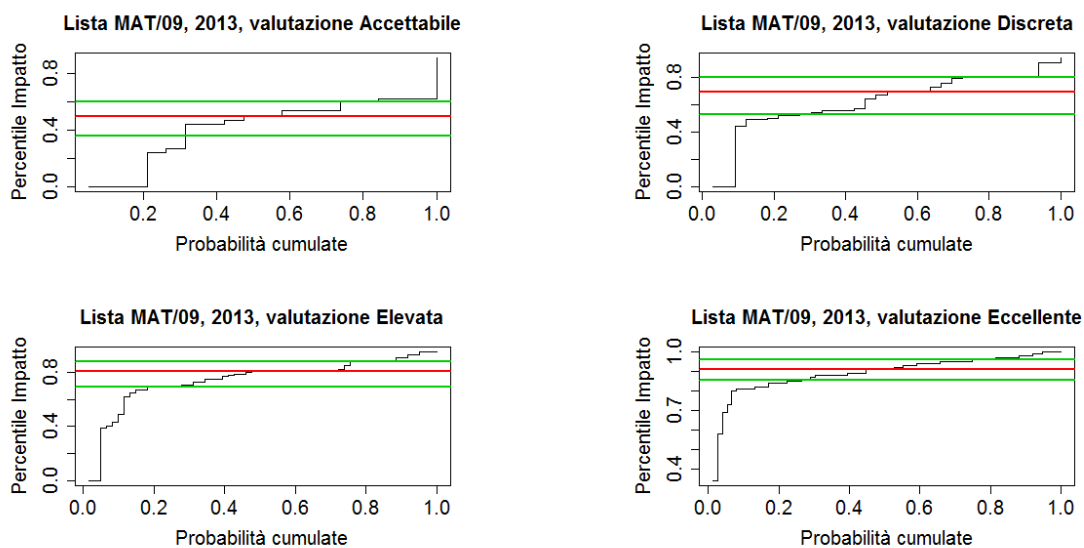 Lista MAT/09, 2013, valutazione Accettabile
Percentile Impatto
0.0 0.4 0.8
0.2 0.4 0.6 0.8 1.0
Probabilità cumulate
Lista MAT/09, 2013, valutazione Discreta
Percentile Impatto
0.0 0.4 0.8
0.0 0.2 0.4 0.6 0.8 1.0
Probabilità cumulate
Lista MAT/09, 2013, valutazione Elevata
Percentile Impatto
0.0 0.4 0.8
0.0 0.2 0.4 0.6 0.8 1.0
Probabilità cumulate
Lista MAT/09, 2013, valutazione Eccellente
Percentile Impatto
0.4 0.7 1.0
0.0 0.2 0.4 0.6 0.8 1.0
Probabilità cumulate